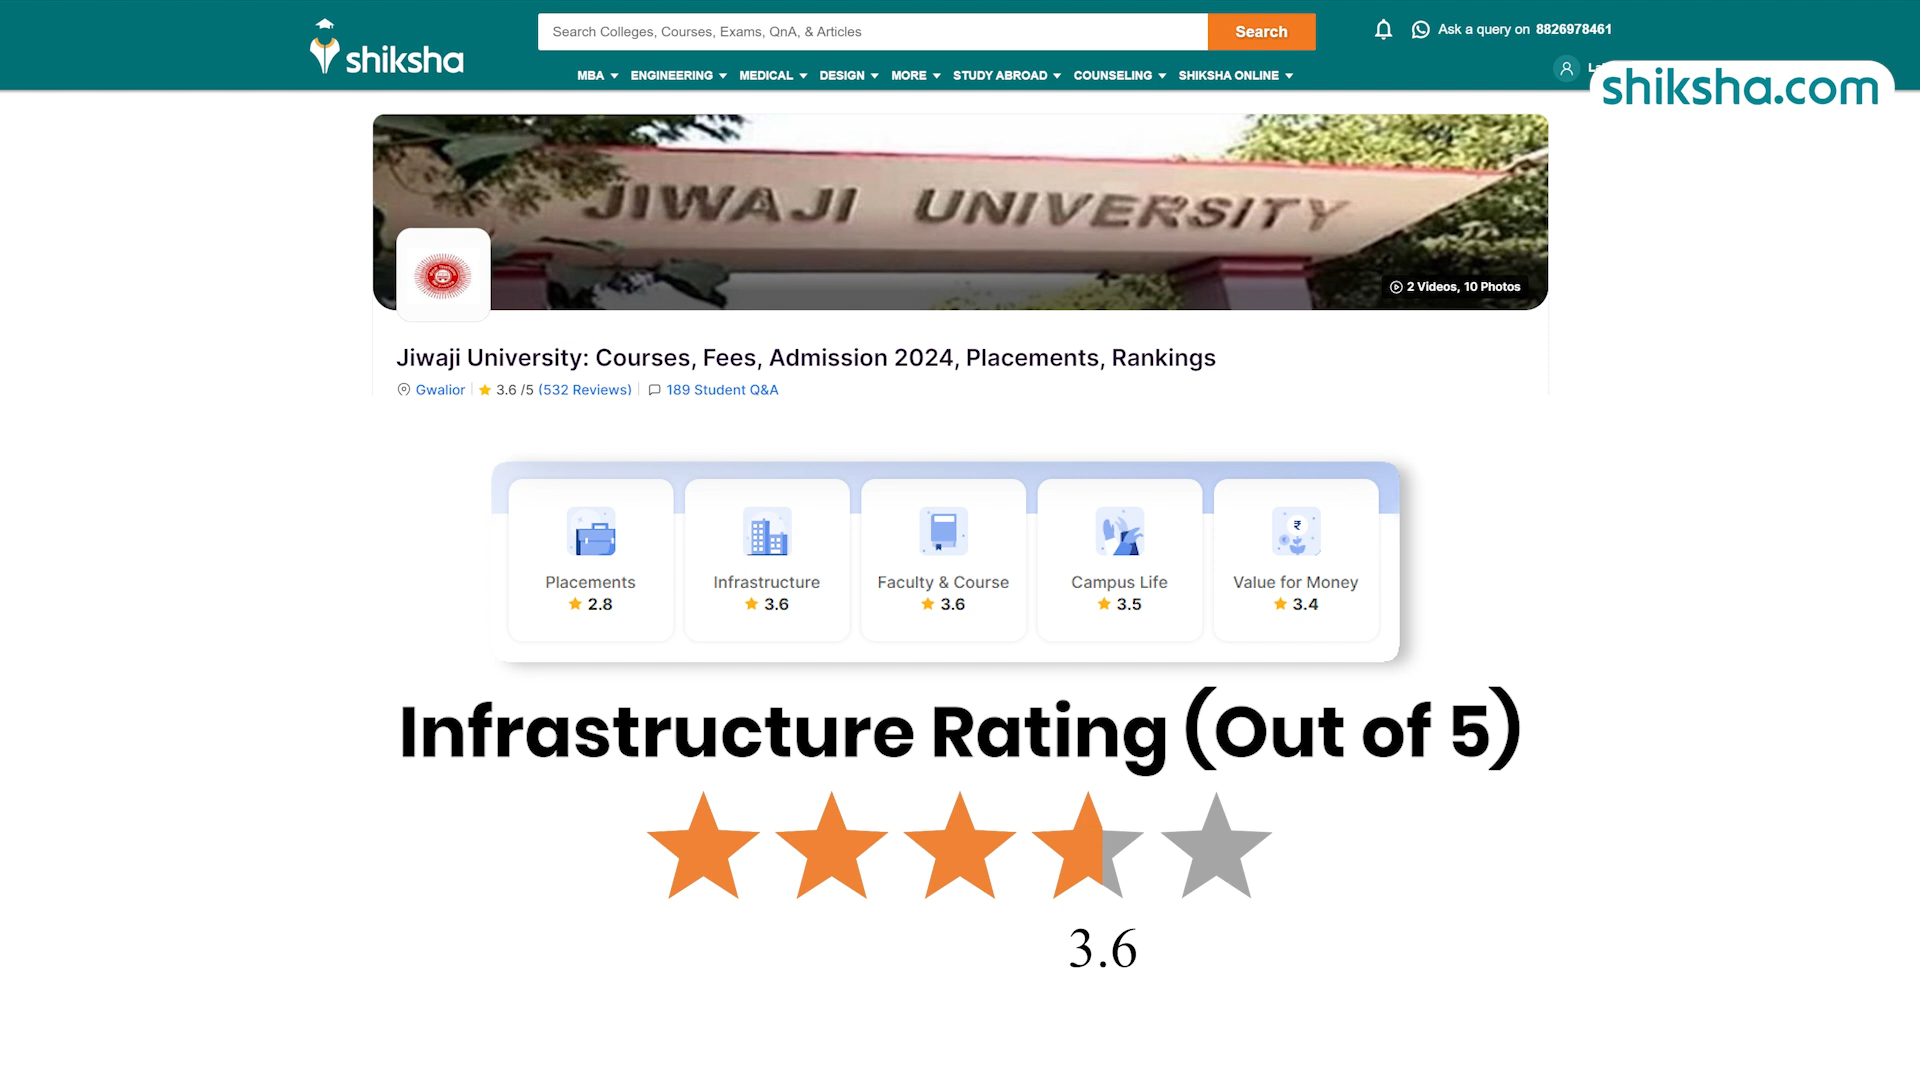 shiksha
Search Colleges, Courses, Exams, QnA, & Articles
Search
Ask a query on 8826978461
MBA ENGINEERING MEDICAL DESIGN MORE STUDY ABROAD COUNSELING SHIKSHA ONLINE
shiksha.com
JIWAJI UNIVERSITY
2 Videos, 10 Photos
Jiwaji University: Courses, Fees, Admission 2024, Placements, Rankings
Gwalior 3.6 /5 (532 Reviews) 189 Student Q&A
Placements
2.8
Infrastructure
3.6
Faculty & Course
3.6
Campus Life
3.5
Value for Money
3.4
Infrastructure Rating (Out of 5)
3.6